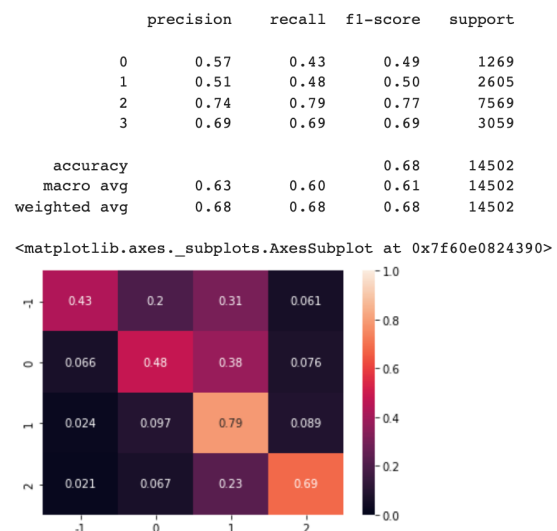 precision recall f1-score support
0 0.57 0.43 0.49 1269
1 0.51 0.48 0.50 2605
2 0.74 0.79 0.77 7569
3 0.69 0.69 0.69 3059
accuracy 0.68 14502
macro avg 0.63 0.60 0.61 14502
weighted avg 0.68 0.68 0.68 14502
<matplotlib.axes._subplots.AxesSubplot at 0x7f60e0824390>
1.0
-1 0.43 0.2 0.31 0.061
0.8
0 0.066 0.48 0.38 0.076
0.6
1 0.024 0.097 0.79 0.089
0.4
0.2
2 0.021 0.067 0.23 0.69
0.0
-1 0 1 2